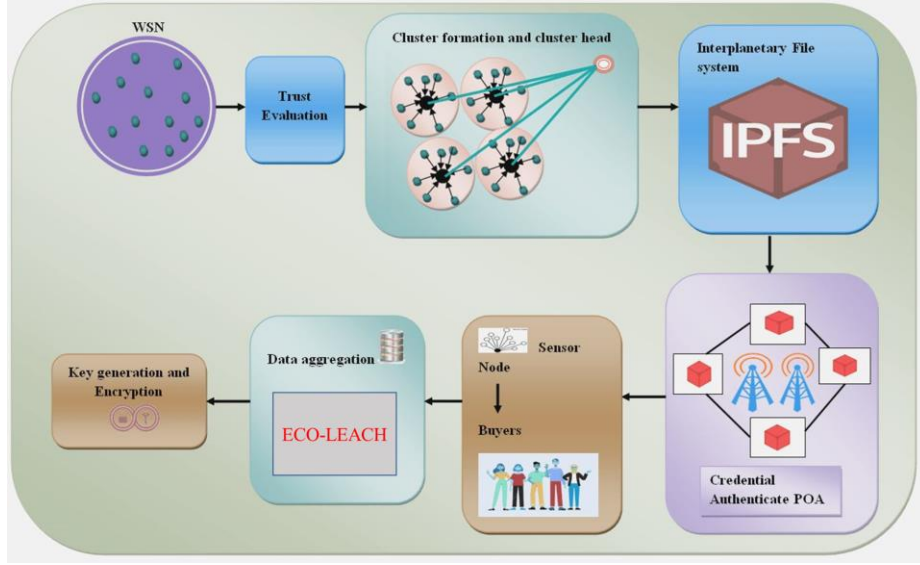 WSN
Trust
Evaluation
Cluster formation and cluster head
Interplanetary File
system
IPFS
Key generation and
Encryption
Data aggregation
ECO-LEACH
Sensor
Node
Buyers
Credential
Authenticate POA